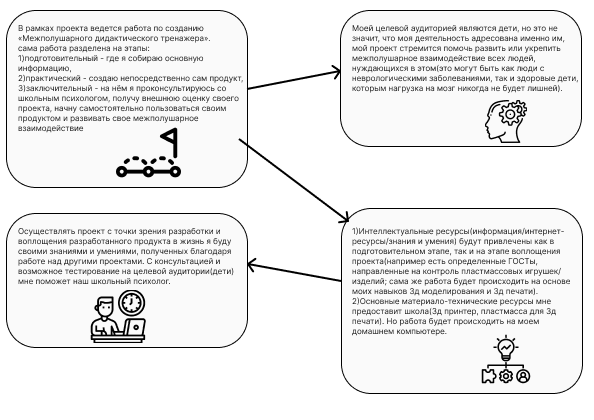 В рамках проекта ведется работа по созданию
«Межполушарного дидактического тренажера».
сама работа разделена на этапы:
1)подготовительный - где я собираю основную
информацию,
2)практический - создаю непосредственно сам продукт,
3)заключительный - на нём я проконсультируюсь со
школьным психологом, получу внешнюю оценку своего
проекта, начну самостоятельно пользоваться своим
продуктом и развивать свое межполушарное
взаимодействие
Моей целевой аудиторией являются дети, но это не
значит, что моя деятельность адресована именно им,
мой проект стремится помочь развить или укрепить
межполушарное взаимодействие всех людей,
нуждающихся в этом(это могут быть как люди с
неврологическими заболеваниями, так и здоровые дети,
которым нагрузка на мозг никогда не будет лишней).
Осуществлять проект с точки зрения разработки и
воплощения разработанного продукта в жизнь я буду
своими знаниями и умениями, полученных благодаря
работе над другими проектами. С консультацией и
возможное тестирование на целевой аудитории(дети)
мне поможет наш школьный психолог.
1)Интеллектуальные ресурсы(информация/интернет-
ресурсы/знания и умения) будут привлечены как в
подготовительном этапе, так и на этапе воплощения
проекта(например есть определенные ГОСТы,
направленные на контроль пластмассовых игрушек/
изделий; сама же работа будет происходить на основе
моих навыков 3д моделирования и 3д печати).
2)Основные материало-технические ресурсы мне
предоставит школа(3д принтер, пластмасса для 3д
печати). Но работа будет происходить на моем
домашнем компьютере.